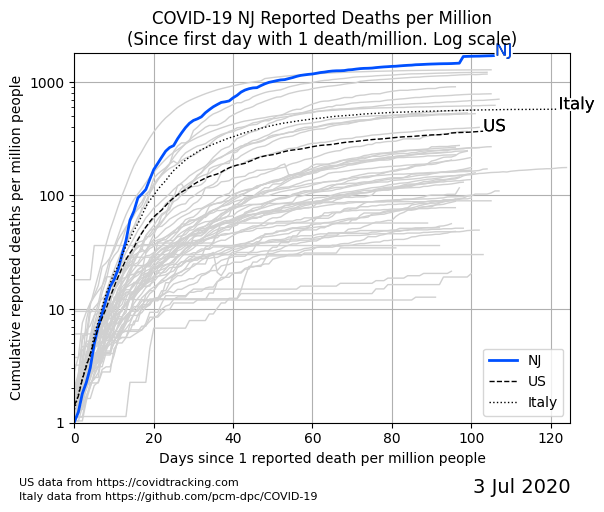 COVID-19 NJ Reported Deaths per Million
(Since first day with 1 death/million. Log scale)
NJ
Italy
US
1000
100
10
1
Cumulative reported deaths per million people
0 20 40 60 80 100 120
Days since 1 reported death per million people
NJ
US
Italy
US data from https://covidtracking.com
Italy data from https://github.com/pcm-dpc/COVID-19
3 Jul 2020